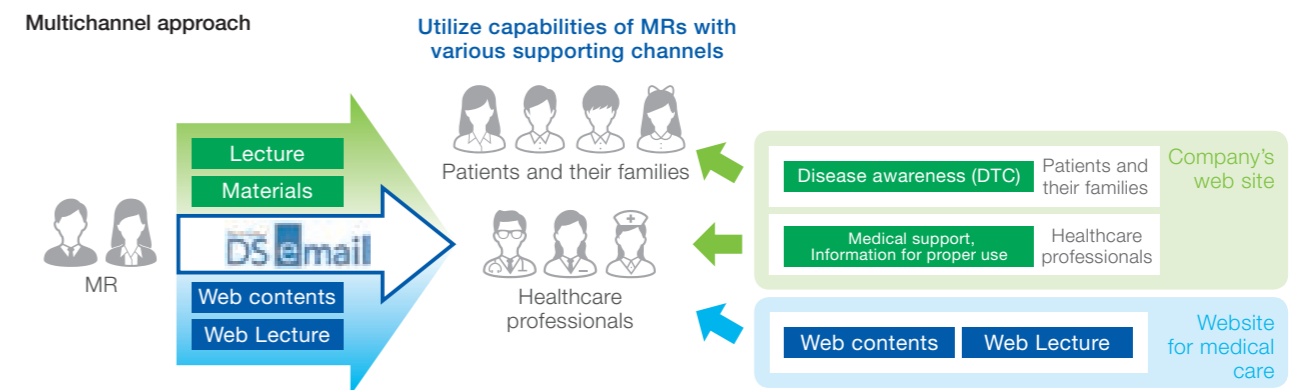 Multichannel approach
Utilize capabilities of MRs with
various supporting channels
Lecture
Materials
DS email
Web contents
Web Lecture
MR
Patients and their families
Healthcare
professionals
Disease awareness (DTC)
Patients and
their families
Medical support,
Information for proper use
Healthcare
professionals
Company's
web site
Web contents
Web Lecture
Website
for medical
care